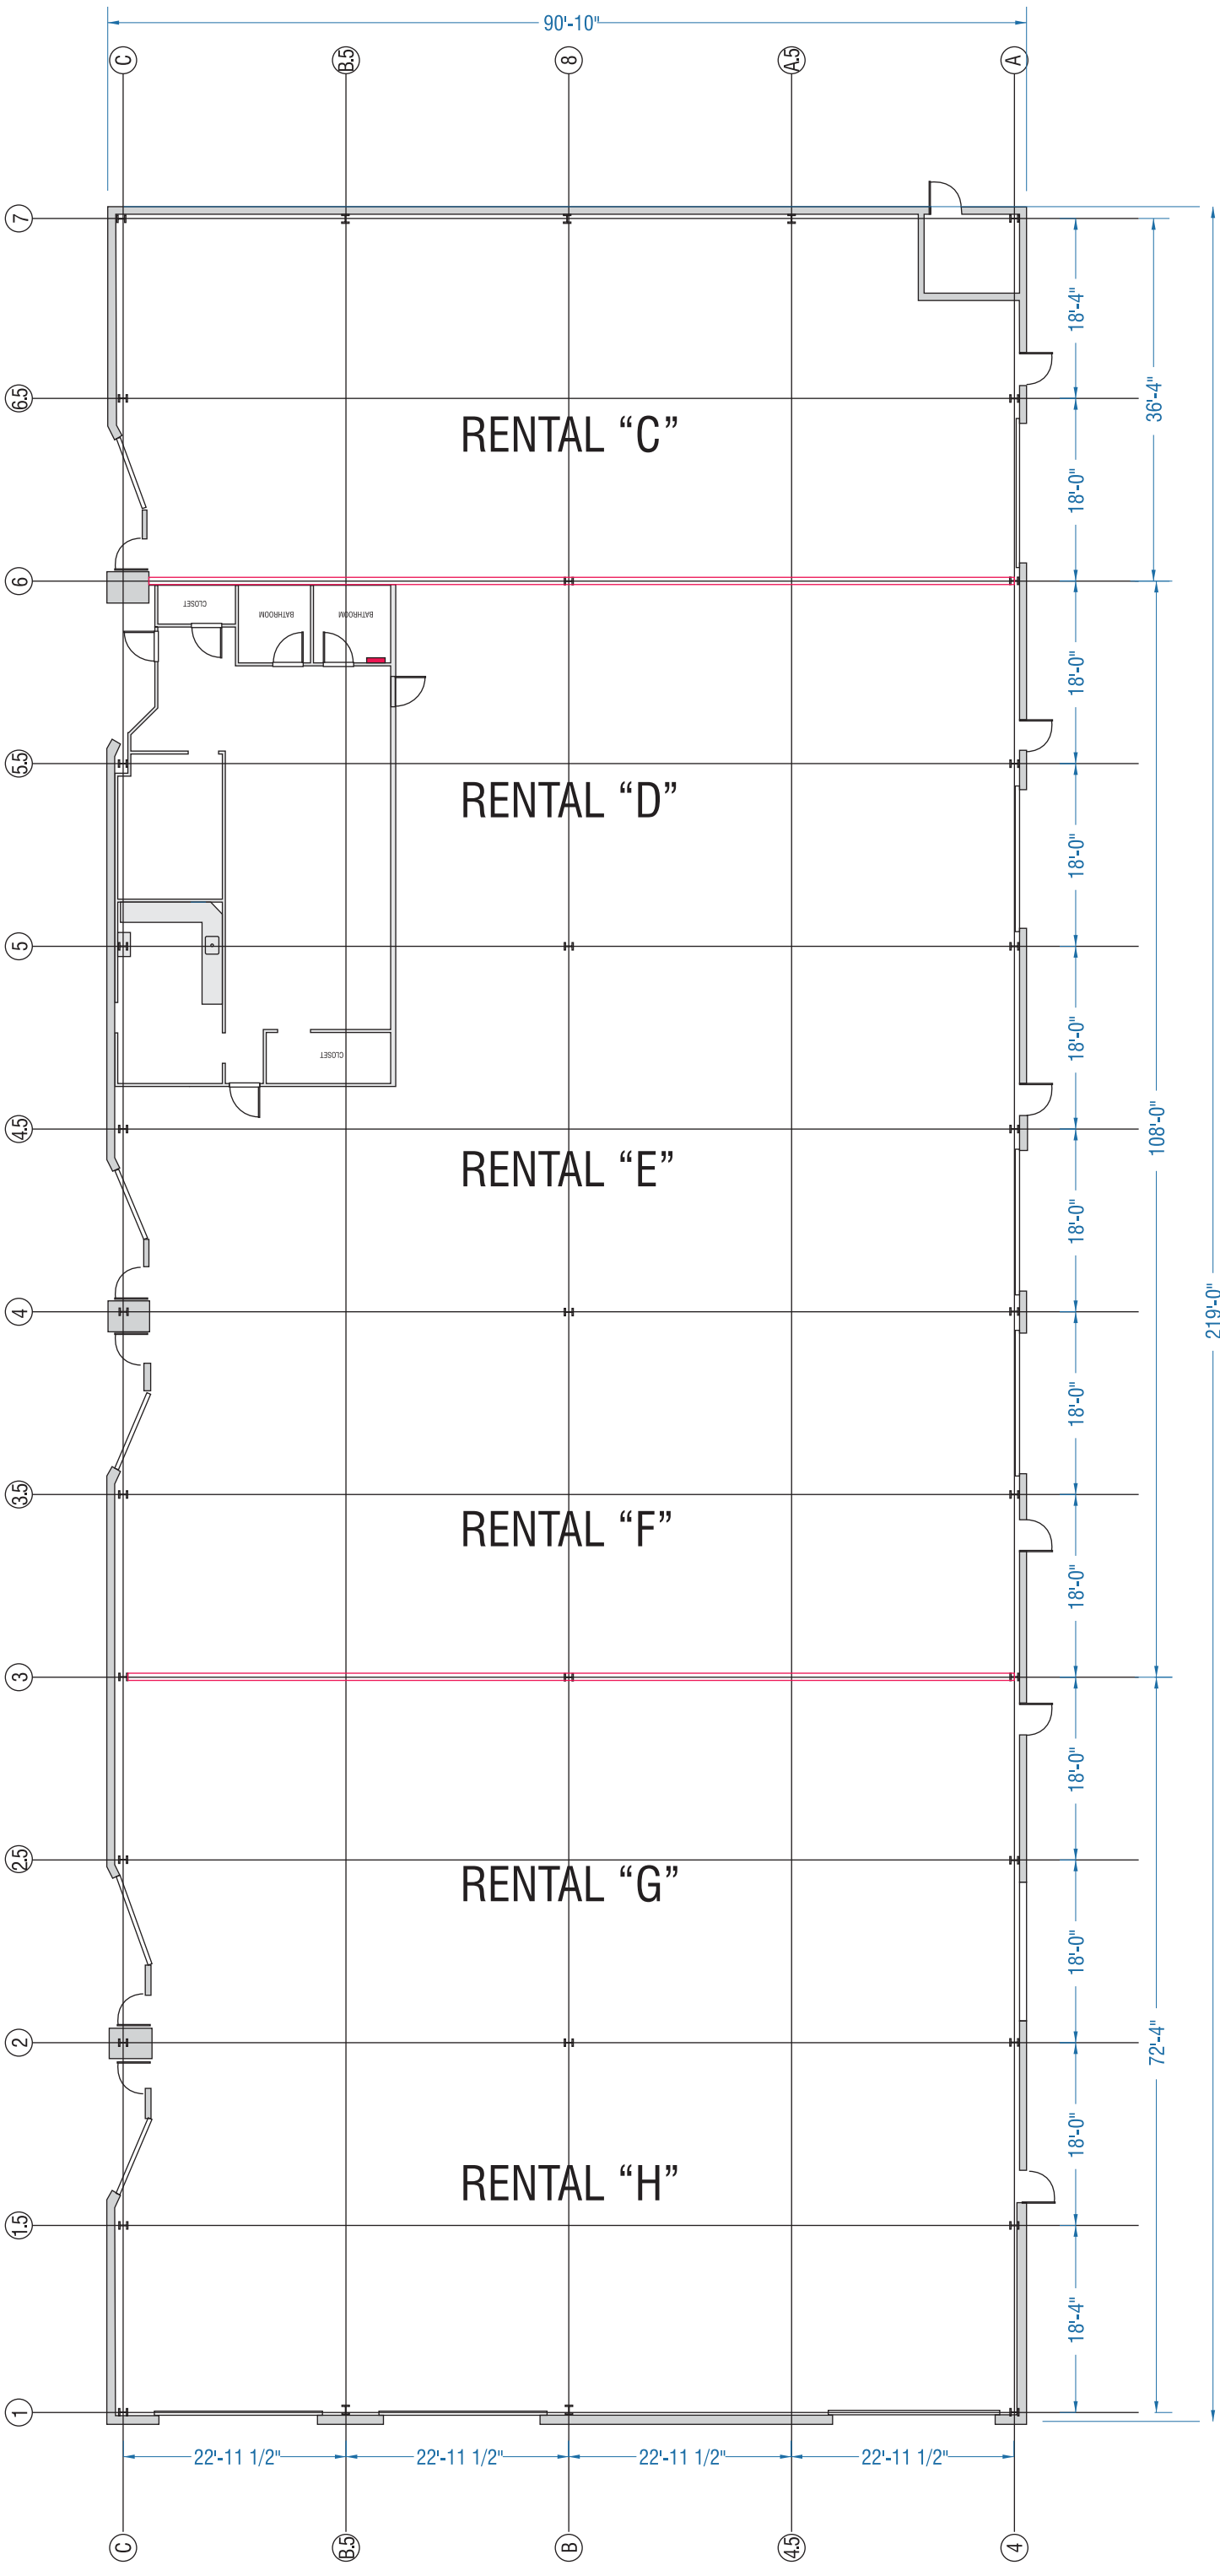 90'-10"
C
B.5
8
A.5
A
7
18'-4"
6.5
36'-4"
RENTAL “C”
18'-0"
6
CLOSET
BATHROOM
BATHROOM
18'-0"
5.5
RENTAL “D”
18'-0"
5
18'-0"
CLOSET
4.5
108'-0"
RENTAL “E”
18'-0"
4
219'-0"
18'-0"
3.5
RENTAL “F”
18'-0"
3
18'-0"
2.5
RENTAL “G”
18'-0"
2
72'-4"
18'-0"
RENTAL “H”
1.5
18'-4"
1
22'-11 1/2"
22'-11 1/2"
22'-11 1/2"
22'-11 1/2"
C
B.5
B
4.5
4